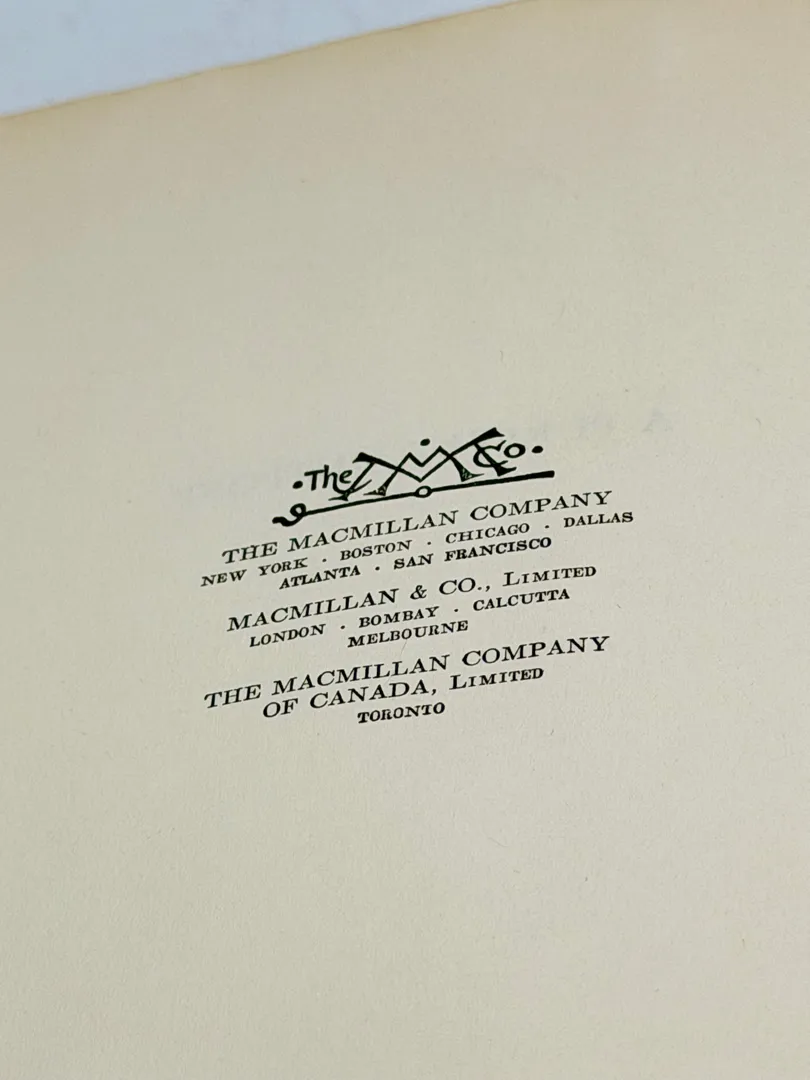 ·The M Co·
THE MACMILLAN COMPANY
NEW YORK · BOSTON · CHICAGO · DALLAS
ATLANTA · SAN FRANCISCO
MACMILLAN & CO., LIMITED
LONDON · BOMBAY · CALCUTTA
MELBOURNE
THE MACMILLAN COMPANY
OF CANADA, LIMITED
TORONTO